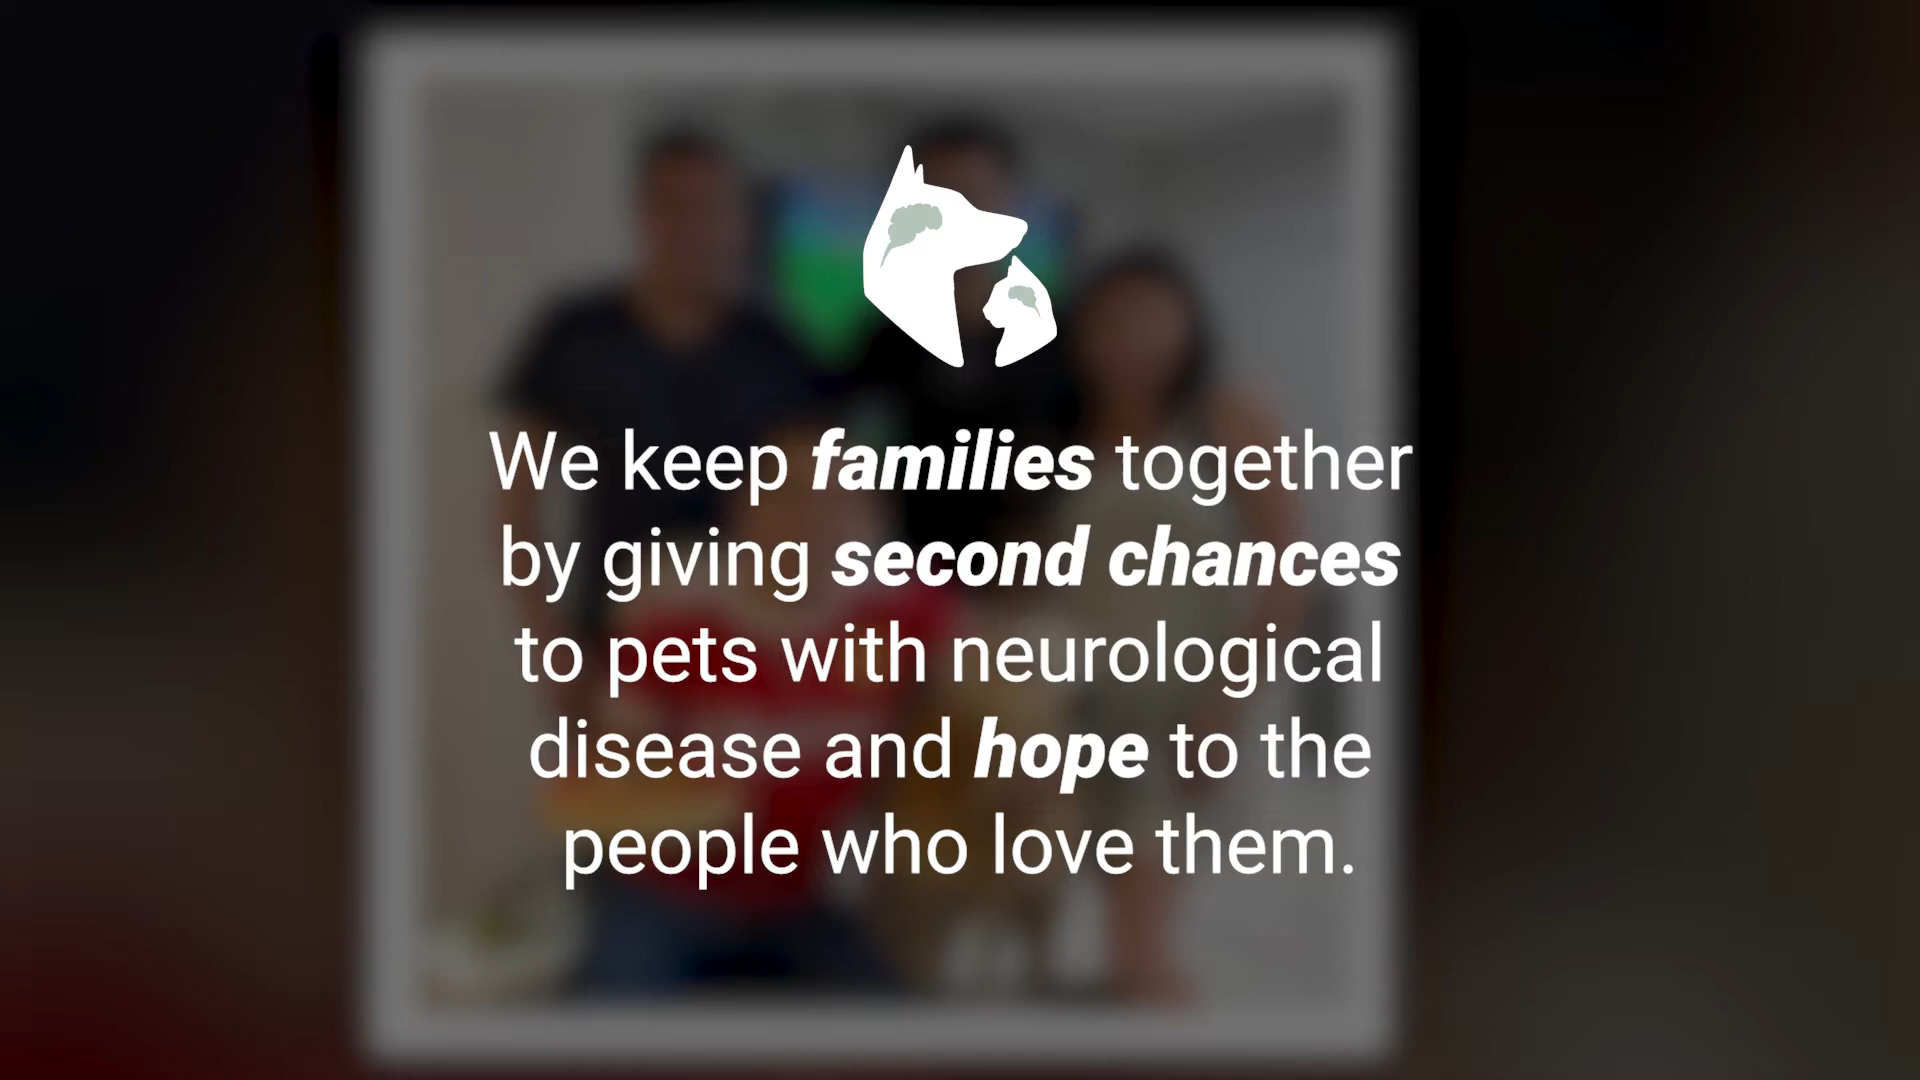 We keep families together
by giving second chances
to pets with neurological
disease and hope to the
people who love them.